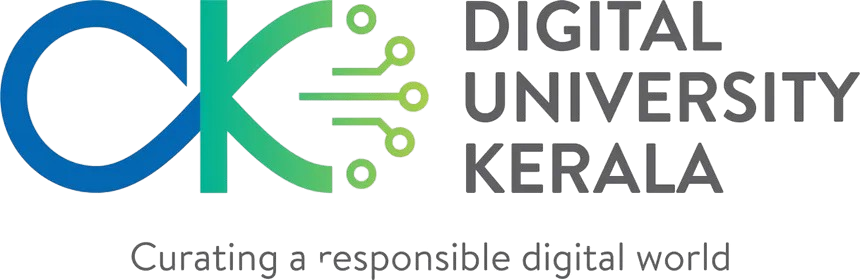 DIGITAL
UNIVERSITY
KERALA
Curating a responsible digital world